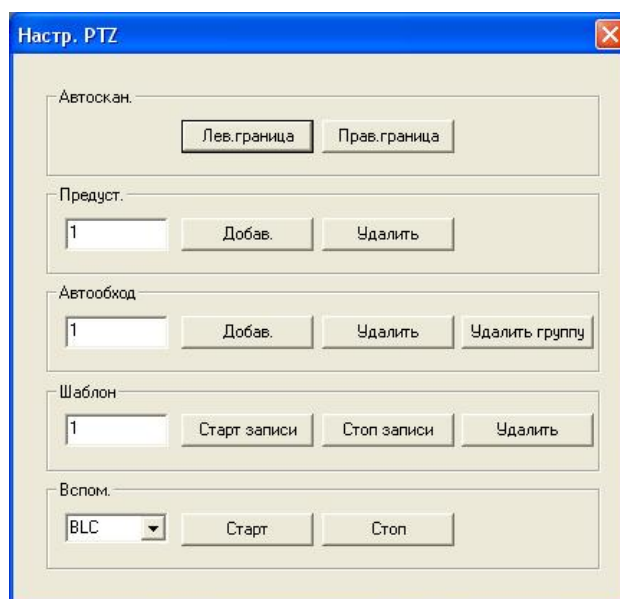 Настр. PTZ
Автоскан.
Лев.граница Прав.граница
Предуст.
1 Добав. Удалить
Автообход
1 Добав. Удалить Удалить группу
Шаблон
1 Старт записи Стоп записи Удалить
Вспом.
BLC Старт Стоп